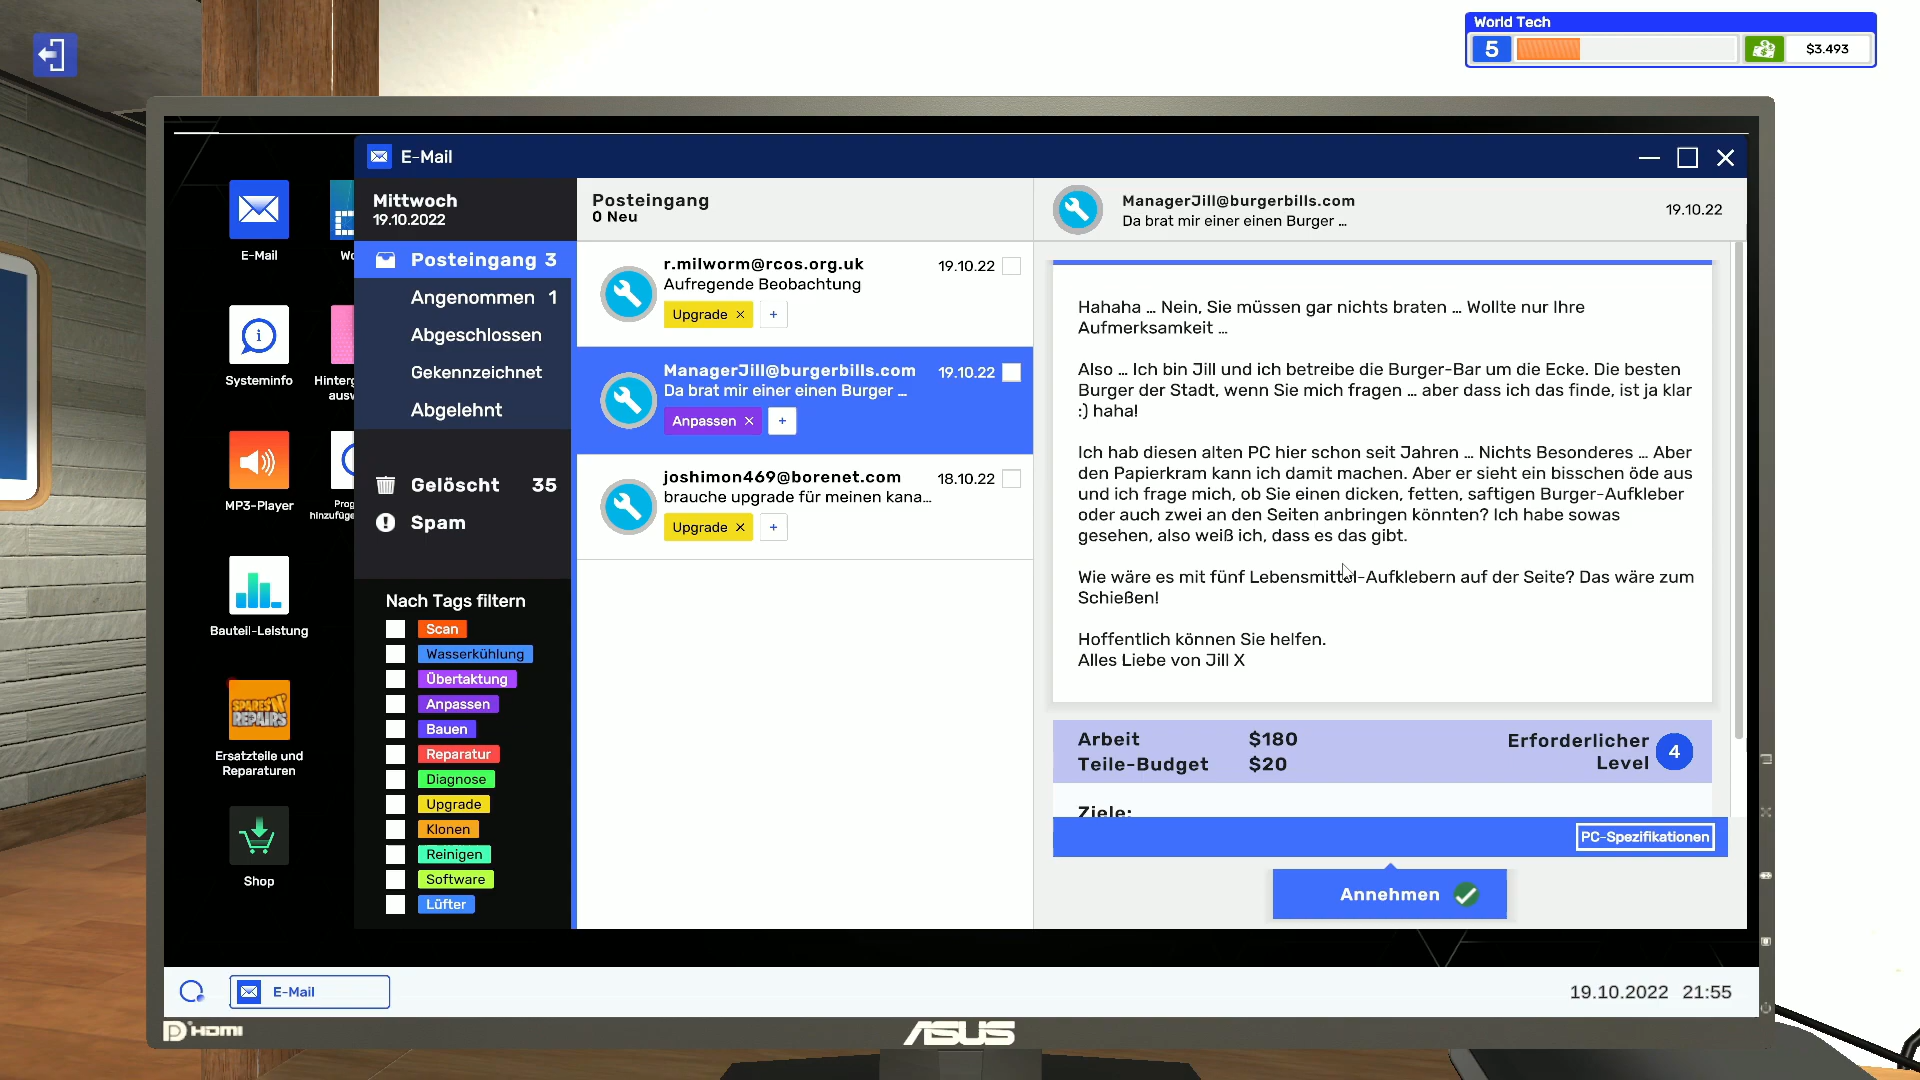 World Tech
5
$3.493
E-Mail
Mittwoch
19.10.2022
Posteingang 3
Angenommen 1
Abgeschlossen
Gekennzeichnet
Abgelehnt
Gelöscht 35
Spam
Nach Tags filtern
Scan
Wasserkühlung
Übertaktung
Anpassen
Bauen
Reparatur
Diagnose
Upgrade
Klonen
Reinigen
Software
Lüfter
E-Mail
Systeminfo
MP3-Player
Bauteil-Leistung
SPARES'N' REPAIRS
Ersatzteile und
Reparaturen
Shop
Wo
Hinterg
ausw
Prog
hinzufüge
Posteingang
0 Neu
r.milworm@rcos.org.uk 19.10.22
Aufregende Beobachtung
Upgrade × +
ManagerJill@burgerbills.com 19.10.22
Da brat mir einer einen Burger …
Anpassen × +
joshimon469@borenet.com 18.10.22
brauche upgrade für meinen kana...
Upgrade × +
ManagerJill@burgerbills.com
Da brat mir einer einen Burger …
19.10.22
Hahaha … Nein, Sie müssen gar nichts braten … Wollte nur Ihre
Aufmerksamkeit …
Also … Ich bin Jill und ich betreibe die Burger-Bar um die Ecke. Die besten
Burger der Stadt, wenn Sie mich fragen … aber dass ich das finde, ist ja klar
:) haha!
Ich hab diesen alten PC hier schon seit Jahren … Nichts Besonderes … Aber
den Papierkram kann ich damit machen. Aber er sieht ein bisschen öde aus
und ich frage mich, ob Sie einen dicken, fetten, saftigen Burger-Aufkleber
oder auch zwei an den Seiten anbringen könnten? Ich habe sowas
gesehen, also weiß ich, dass es das gibt.
Wie wäre es mit fünf Lebensmittel-Aufklebern auf der Seite? Das wäre zum
Schießen!
Hoffentlich können Sie helfen.
Alles Liebe von Jill X
Arbeit $180
Teile-Budget $20
Erforderlicher
Level 4
Ziele:
PC-Spezifikationen
Annehmen
E-Mail
19.10.2022 21:55
HDMI
ASUS